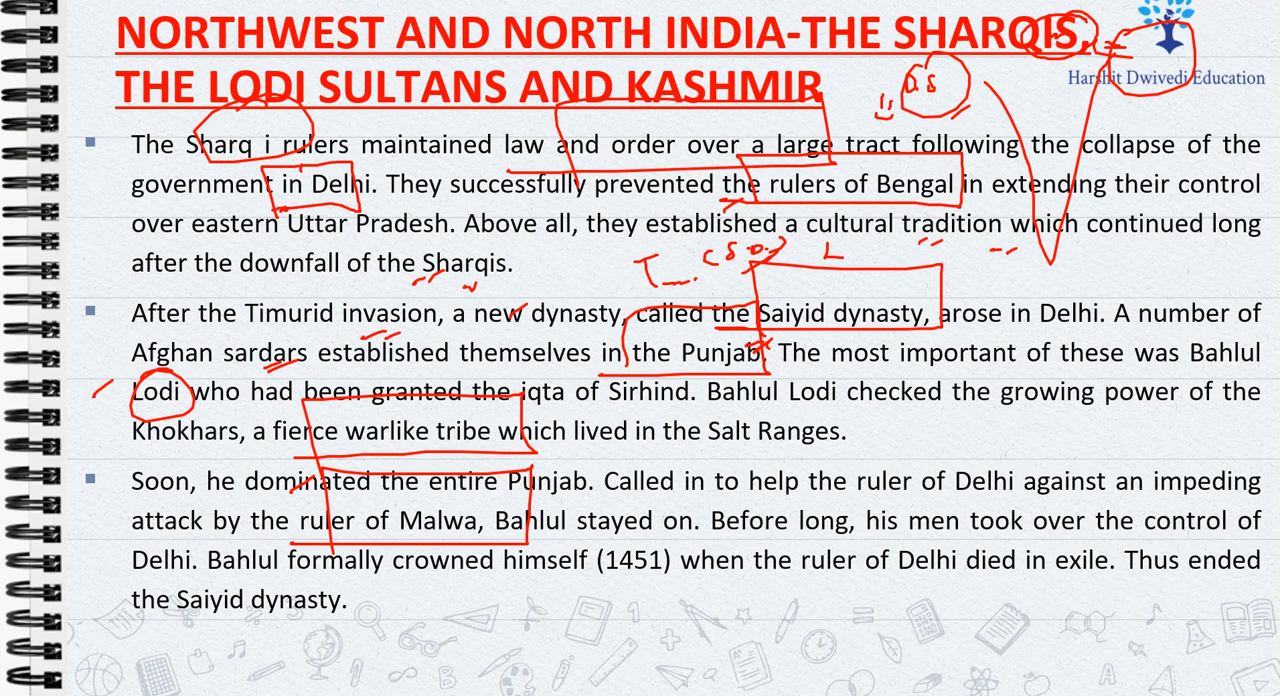 NORTHWEST AND NORTH INDIA-THE SHARQIS,
THE LODI SULTANS AND KASHMIR
Harshit Dwivedi Education
The Sharq i rulers maintained law and order over a large tract following the collapse of the
government in Delhi. They successfully prevented the rulers of Bengal in extending their control
over eastern Uttar Pradesh. Above all, they established a cultural tradition which continued long
after the downfall of the Sharqis.
After the Timurid invasion, a new dynasty, called the Saiyid dynasty, arose in Delhi. A number of
Afghan sardars established themselves in the Punjab. The most important of these was Bahlul
Lodi who had been granted the iqta of Sirhind. Bahlul Lodi checked the growing power of the
Khokhars, a fierce warlike tribe which lived in the Salt Ranges.
Soon, he dominated the entire Punjab. Called in to help the ruler of Delhi against an impeding
attack by the ruler of Malwa, Bahlul stayed on. Before long, his men took over the control of
Delhi. Bahlul formally crowned himself (1451) when the ruler of Delhi died in exile. Thus ended
the Saiyid dynasty.